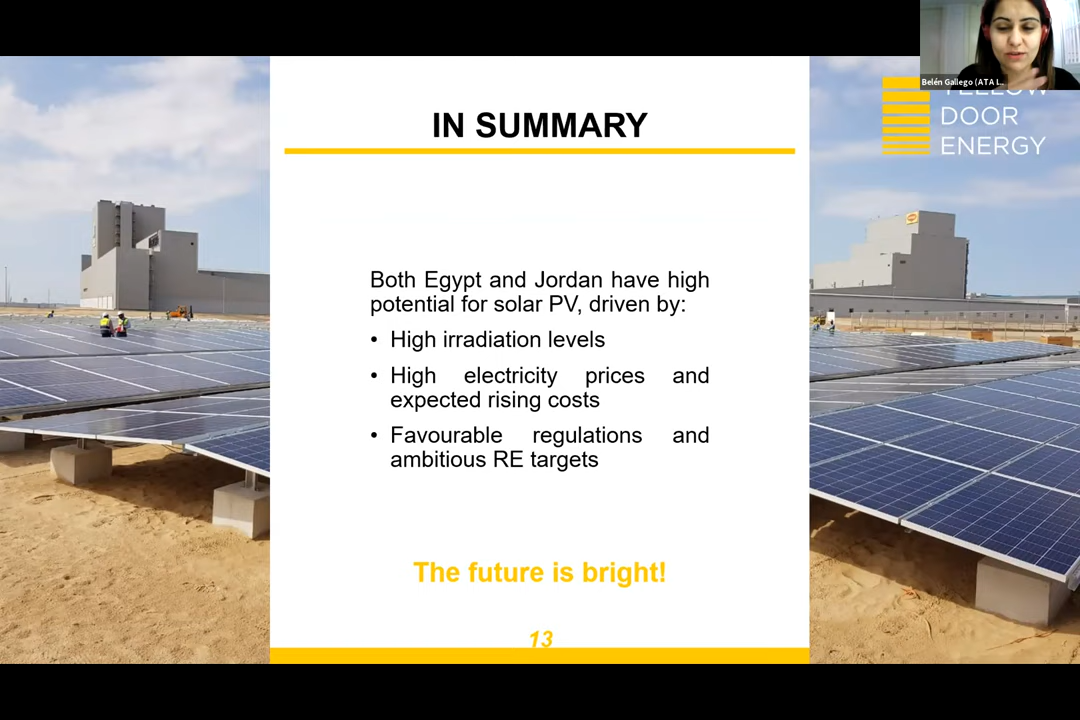 Belén Gallego (ATA I...
DOOR
ENERGY
IN SUMMARY
Both Egypt and Jordan have high
potential for solar PV, driven by:
• High irradiation levels
• High electricity prices and
expected rising costs
• Favourable regulations and
ambitious RE targets
The future is bright!
13